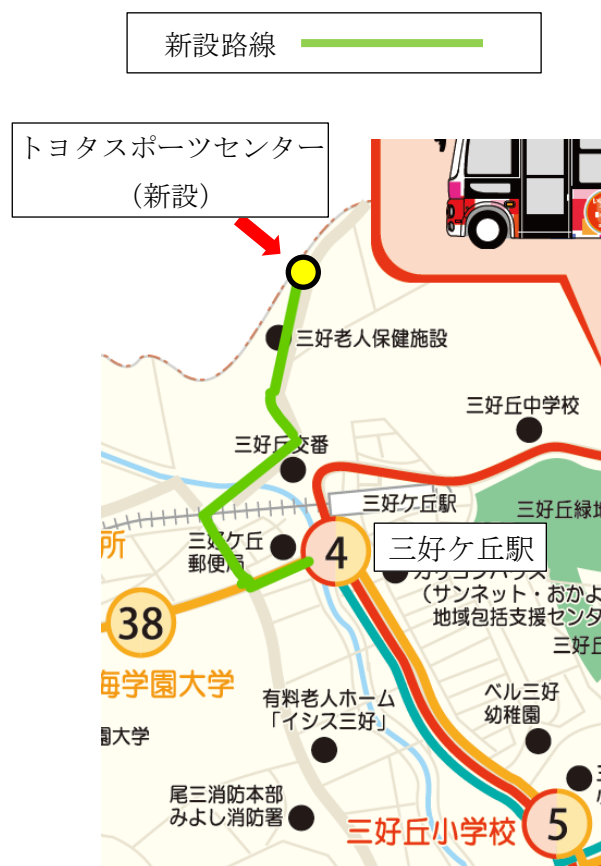 新設路線
トヨタスポーツセンター
（新設）
三好老人保健施設
三好丘中学校
三好丘交番
三好ケ丘駅
三好丘緑地
所
三好ケ丘
郵便局
4
三好ケ丘駅
（サンネット・おかよ
地域包括支援センタ
38
三好丘
海学園大学
園大学
有料老人ホーム
「イシス三好」
ベル三好
幼稚園
尾三消防本部
みよし消防署
三好丘小学校
5